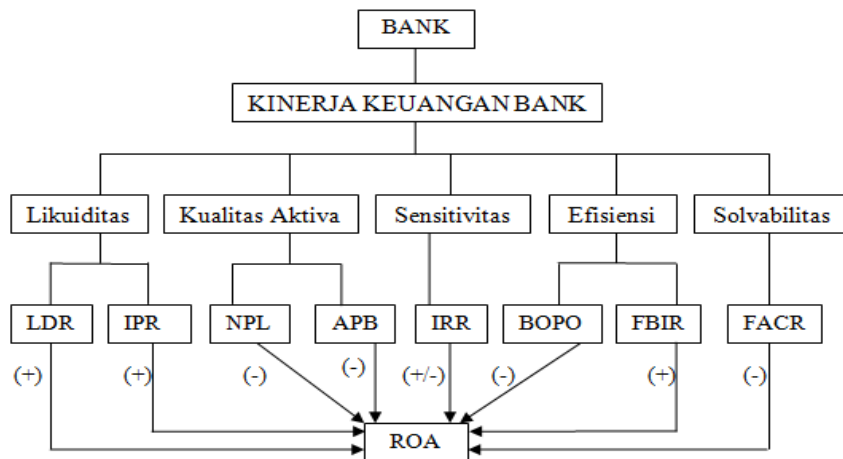 BANK
KINERJA KEUANGAN BANK
Likuiditas
Kualitas Aktiva
Sensitivitas
Efisiensi
Solvabilitas
LDR
IPR
NPL
APB
IRR
BOPO
FBIR
FACR
(+)
(+)
(-)
(-)
(+/-)
(-)
(+)
(-)
ROA